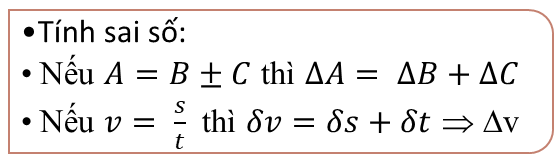 •Tính sai số:
• Nếu 𝐴 = 𝐵 ± 𝐶 thì Δ𝐴 = Δ𝐵 + Δ𝐶
• Nếu 𝑣 = 𝑠/𝑡 thì 𝛿𝑣 = 𝛿𝑠 + 𝛿𝑡 ⟹ Δv